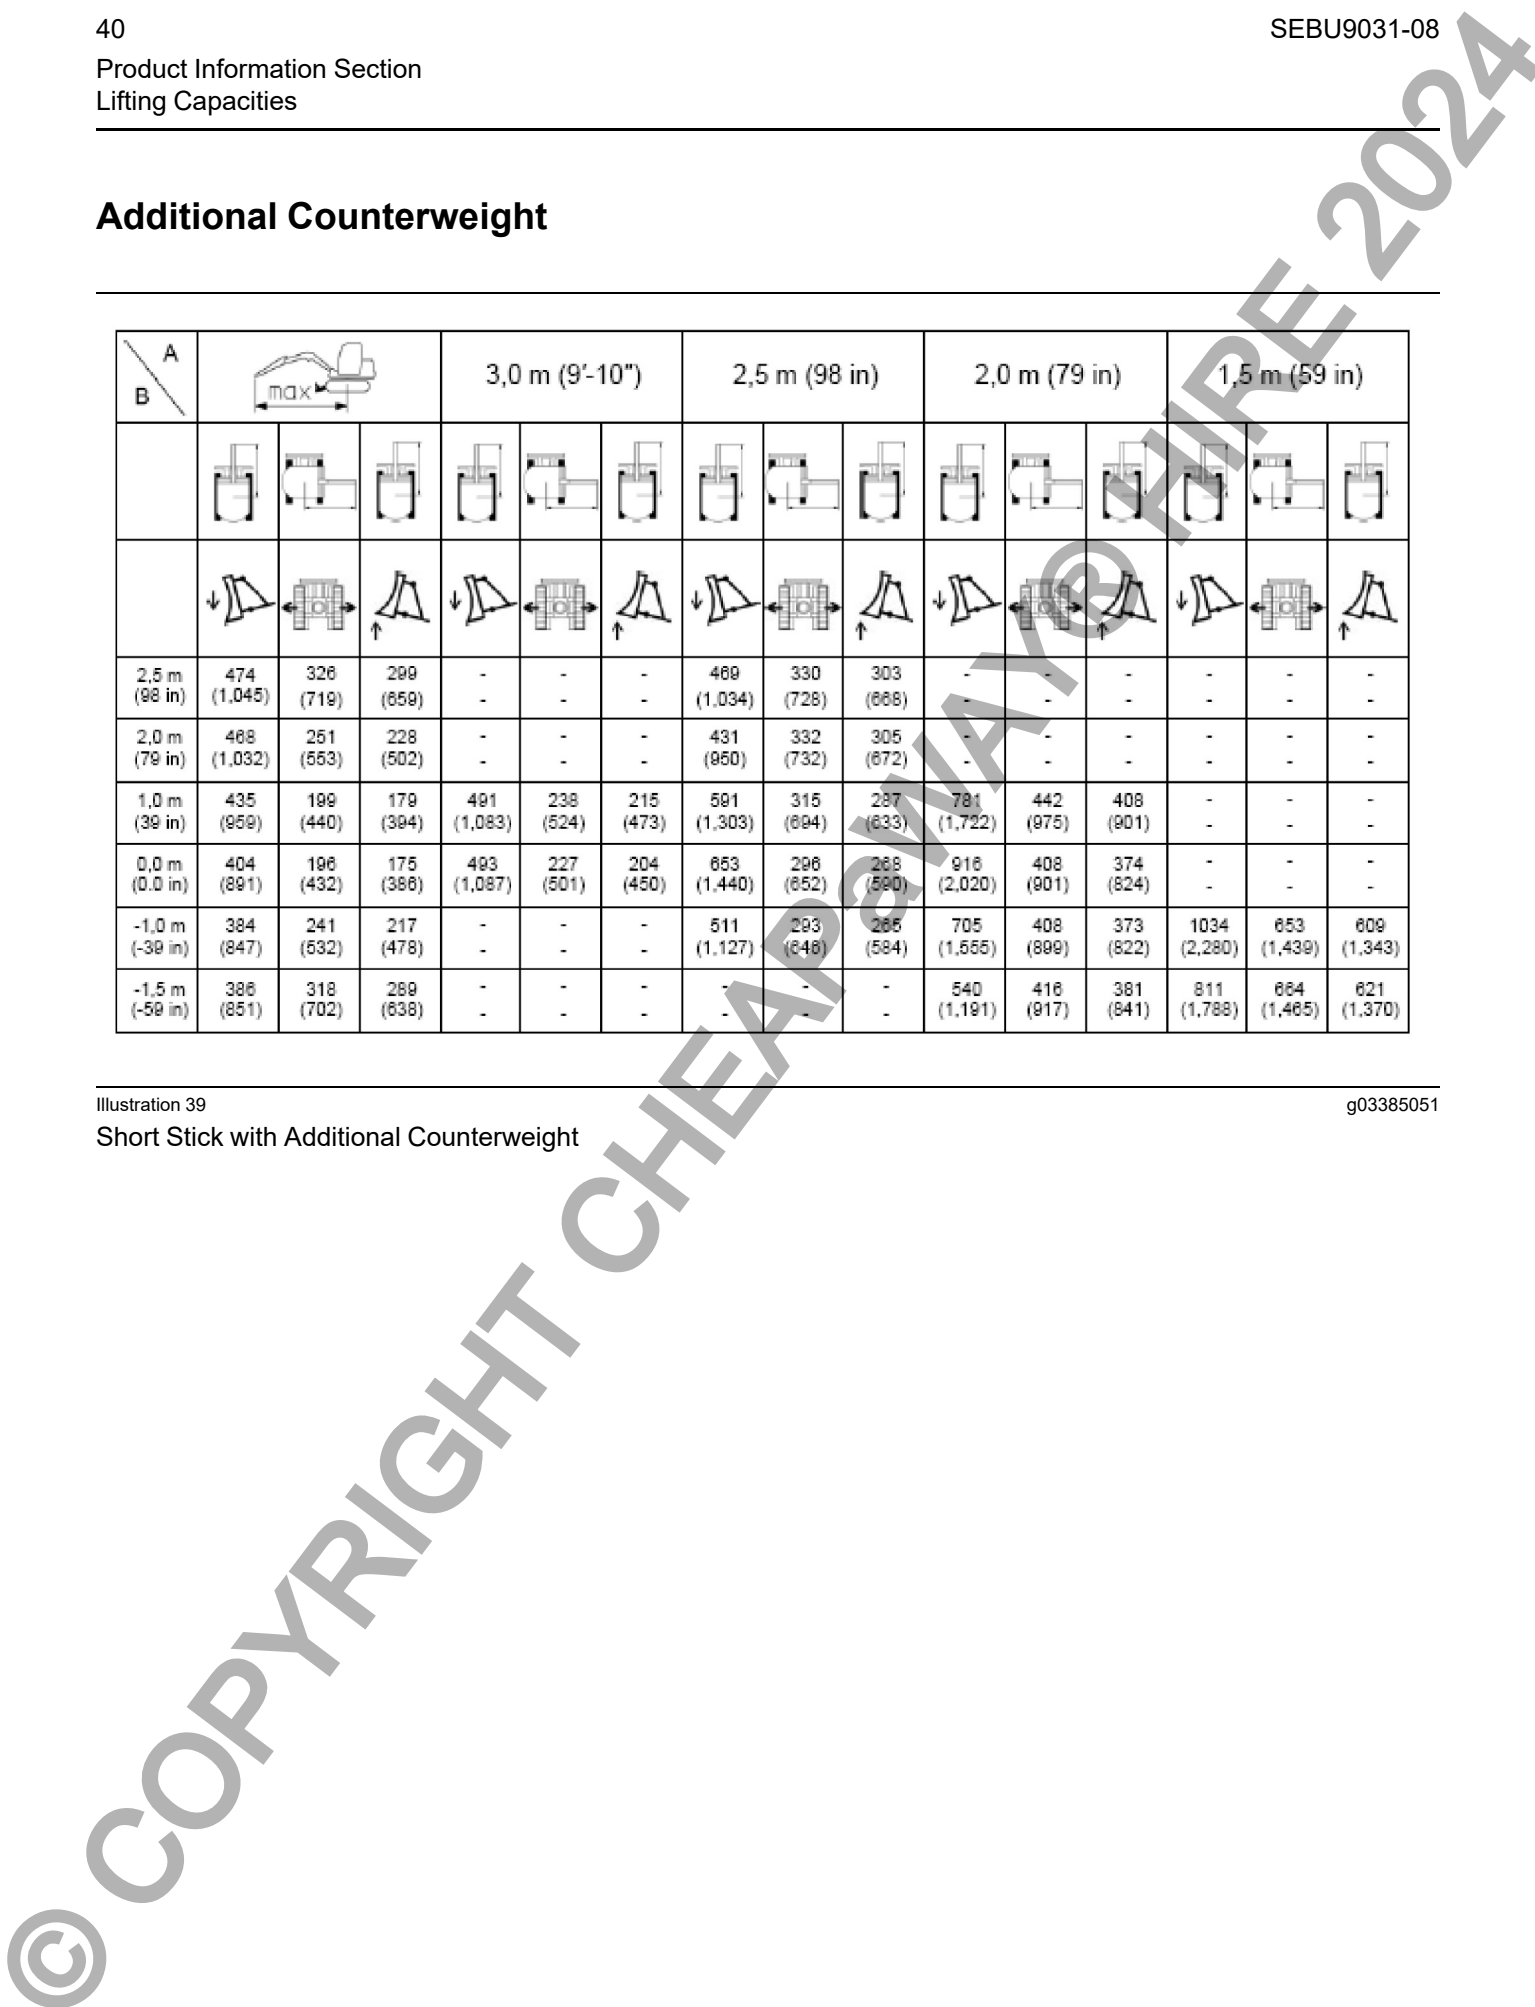 40
SEBU9031-08
Product Information Section
Lifting Capacities
Additional Counterweight
A
B
max
3,0 m (9'-10")
2,5 m (98 in)
2,0 m (79 in)
1,5 m (59 in)
2,5 m 474 326 299 - - - 469 330 303 - - - - - -
(98 in) (1,045) (719) (659) - - - (1,034) (728) (668) - - - - - -
2,0 m 468 251 228 - - - 431 332 305 - - - - - -
(79 in) (1,032) (553) (502) - - - (950) (732) (672) - - - - - -
1,0 m 435 199 179 491 238 215 591 315 287 781 442 408 - - -
(39 in) (959) (440) (394) (1,083) (524) (473) (1,303) (694) (633) (1,722) (975) (901) - - -
0,0 m 404 196 175 493 227 204 653 296 268 916 408 374 - - -
(0.0 in) (891) (432) (386) (1,087) (501) (450) (1,440) (652) (590) (2,020) (901) (824) - - -
-1,0 m 384 241 217 - - - 511 293 265 705 408 373 1034 653 609
(-39 in) (847) (532) (478) - - - (1,127) (646) (584) (1,555) (899) (822) (2,280) (1,439) (1,343)
-1,5 m 386 318 289 - - - - - - 540 416 381 811 664 621
(-59 in) (851) (702) (638) - - - - - - (1,191) (917) (841) (1,788) (1,465) (1,370)
Illustration 39
g03385051
Short Stick with Additional Counterweight
© COPYRIGHT CHEAPaWAY® HIRE 2024